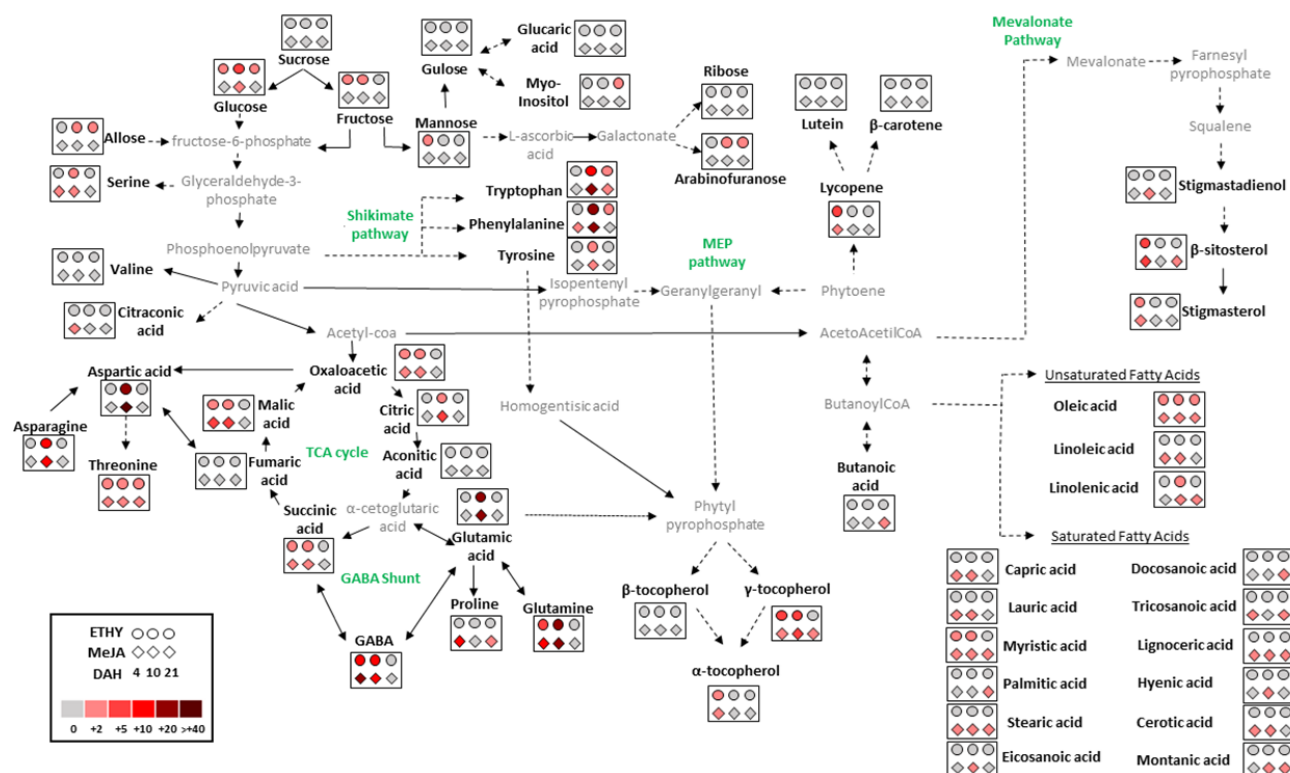 Sucrose
Glucose
Fructose
Allose
fructose-6-phosphate
Serine
Glyceraldehyde-3-
phosphate
Phosphoenolpyruvate
Valine
Pyruvic acid
Citraconic
acid
Acetyl-coa
Gulose
Glucaric
acid
Myo-
Inositol
Mannose
L-ascorbic
acid
Galactonate
Ribose
Arabinofuranose
Shikimate
pathway
Tryptophan
Phenylalanine
Tyrosine
Isopentenyl
pyrophosphate
MEP
pathway
Geranylgeranyl
Phytoene
Lycopene
Lutein
β-carotene
AcetoAcetilCoA
ButanoylCoA
Butanoic
acid
Mevalonate
Pathway
Mevalonate
Farnesyl
pyrophosphate
Squalene
Stigmastadienol
β-sitosterol
Stigmasterol
Aspartic acid
Asparagine
Threonine
Oxaloacetic
acid
Malic
acid
Citric
acid
TCA cycle
Fumaric
acid
Aconitic
acid
Succinic
acid
α-cetoglutaric
acid
Glutamic
acid
GABA Shunt
GABA
Proline
Glutamine
Homogentisic acid
Phytyl
pyrophosphate
β-tocopherol
γ-tocopherol
α-tocopherol
Unsaturated Fatty Acids
Oleic acid
Linoleic acid
Linolenic acid
Saturated Fatty Acids
Capric acid
Lauric acid
Myristic acid
Palmitic acid
Stearic acid
Eicosanoic acid
Docosanoic acid
Tricosanoic acid
Lignoceric acid
Hyenic acid
Cerotic acid
Montanic acid
ETHY
MeJA
DAH 4 10 21
0 +2 +5 +10 +20 >+40